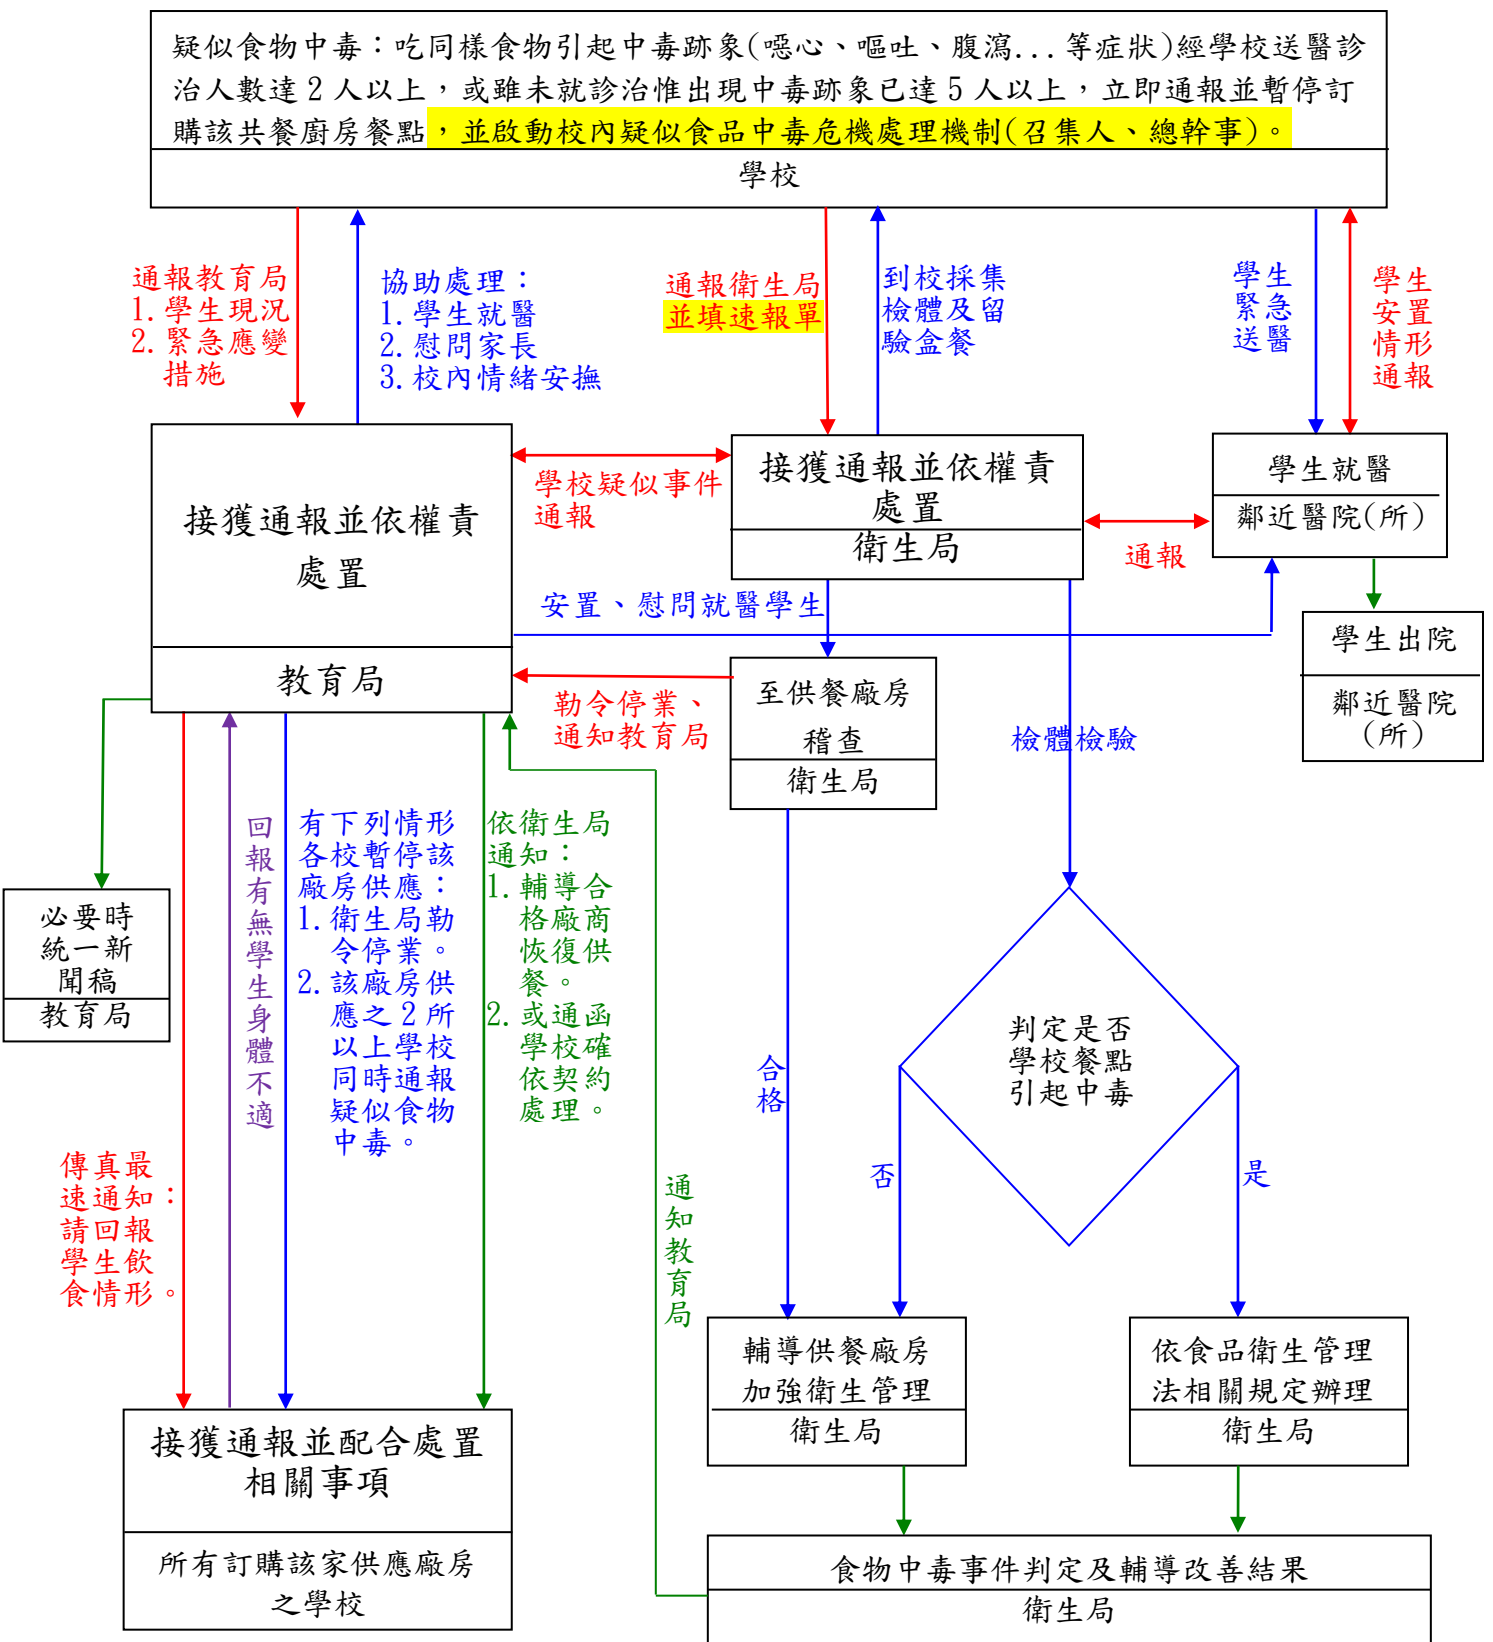 疑似食物中毒：吃同樣食物引起中毒跡象(噁心、嘔吐、腹瀉...等症狀)經學校送醫診
治人數達2人以上，或雖未就診治惟出現中毒跡象已達5人以上，立即通報並暫停訂
購該共餐廚房餐點，並啟動校內疑似食品中毒危機處理機制(召集人、總幹事)。
學校
通報教育局
1.學生現況
2.緊急應變
措施
協助處理：
1.學生就醫
2.慰問家長
3.校內情緒安撫
通報衛生局
並填速報單
到校採集
檢體及留
驗盒餐
學生
緊急
送醫
學生
安置
情形
通報
接獲通報並依權責
處置
教育局
學校疑似事件
通報
接獲通報並依權責
處置
衛生局
通報
學生就醫
鄰近醫院(所)
安置、慰問就醫學生
學生出院
鄰近醫院
(所)
勒令停業、
通知教育局
至供餐廠房
稽查
衛生局
檢體檢驗
必要時
統一新
聞稿
教育局
回報有無學生身體不適
有下列情形
各校暫停該
廠房供應：
1.衛生局勒
令停業。
2.該廠房供
應之2所
以上學校
同時通報
疑似食物
中毒。
依衛生局
通知：
1.輔導合
格廠商
恢復供
餐。
2.或通函
學校確
依契約
處理。
合格
判定是否
學校餐點
引起中毒
否
是
傳真最
速通知：
請回報
學生飲
食情形。
通知教育局
輔導供餐廠房
加強衛生管理
衛生局
依食品衛生管理
法相關規定辦理
衛生局
接獲通報並配合處置
相關事項
所有訂購該家供應廠房
之學校
食物中毒事件判定及輔導改善結果
衛生局